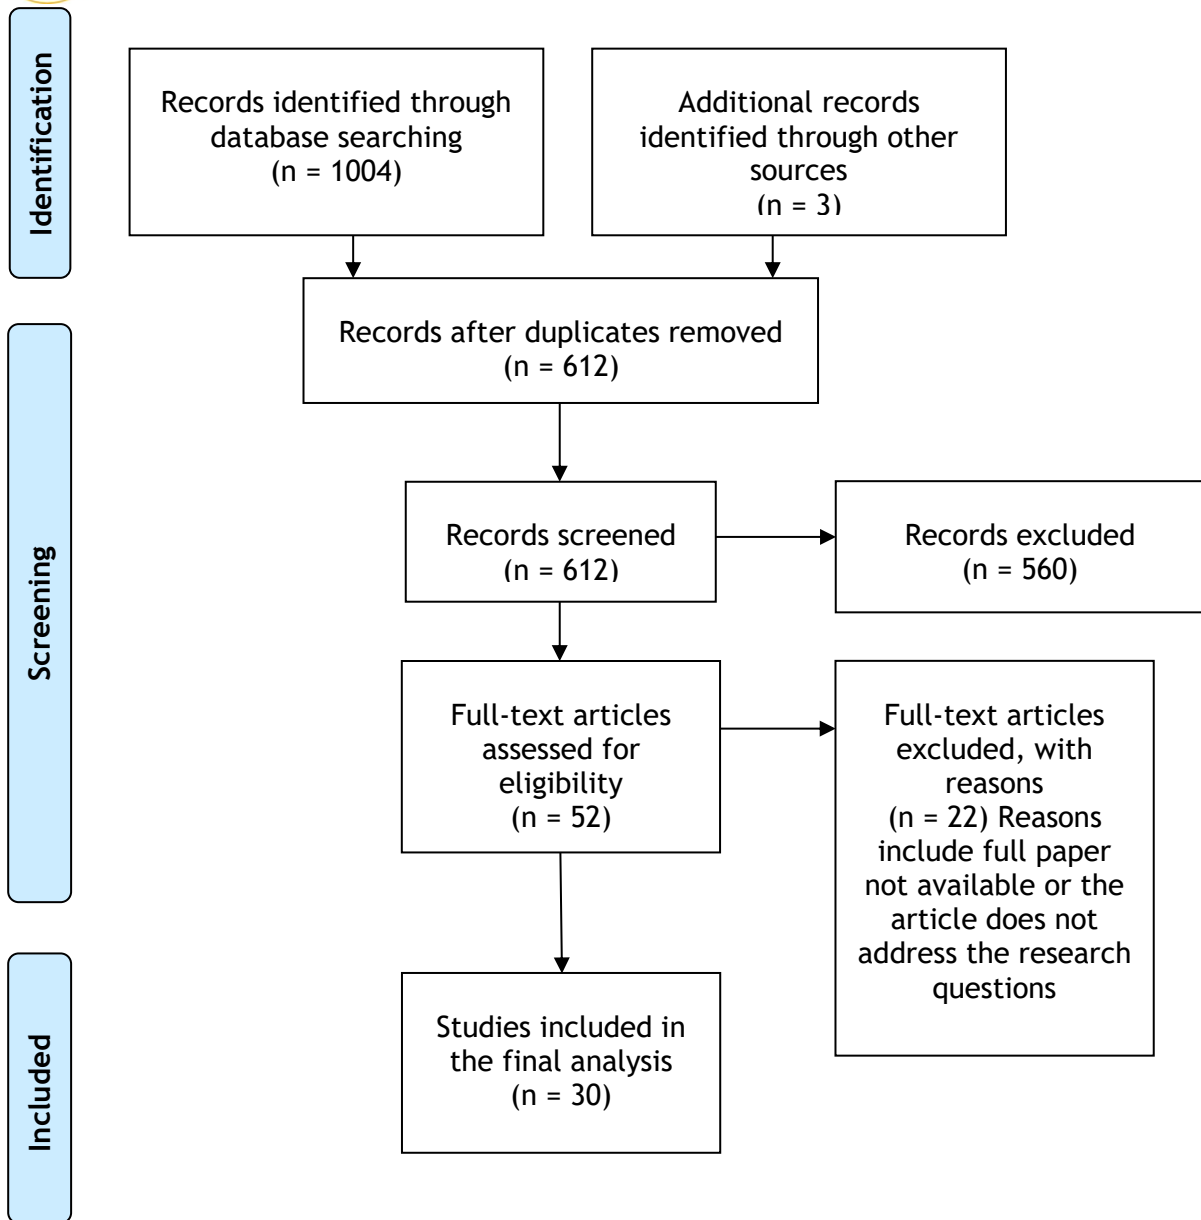 Identification
Records identified through
database searching
(n = 1004)
Additional records
identified through other
sources
(n = 3)
Records after duplicates removed
(n = 612)
Screening
Records screened
(n = 612)
Records excluded
(n = 560)
Full-text articles
assessed for
eligibility
(n = 52)
Full-text articles
excluded, with
reasons
(n = 22) Reasons
include full paper
not available or the
article does not
address the research
questions
Included
Studies included in
the final analysis
(n = 30)